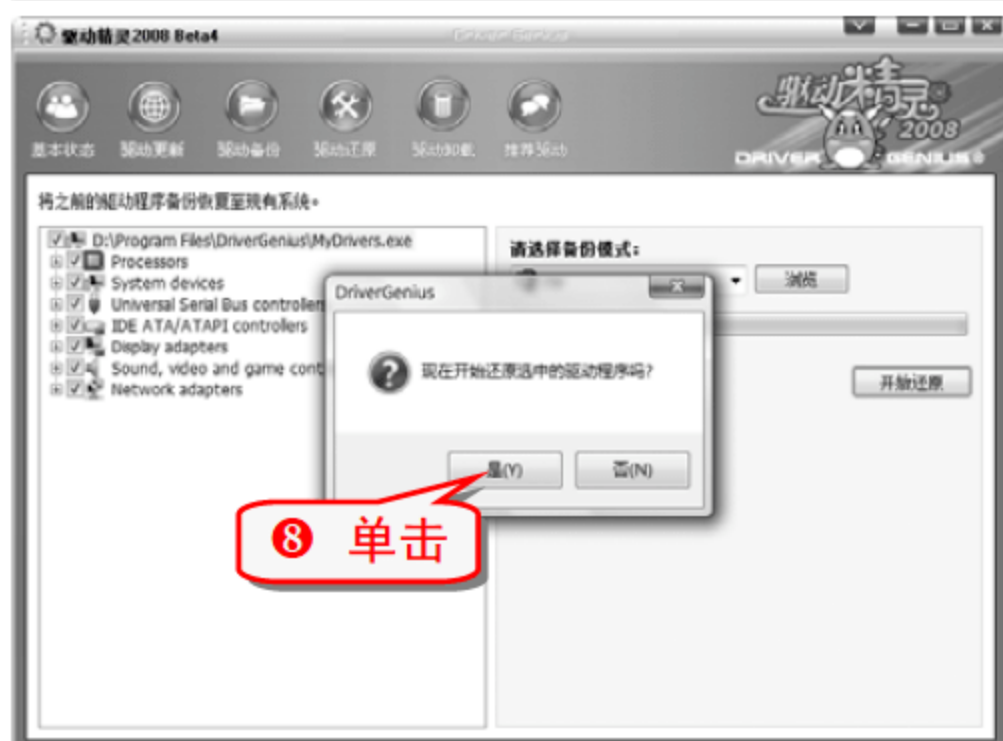 驱动精灵2008 Beta4
Driver Genius
驱动精灵
2008
DRIVER GENIUS
基本状态 驱动更新 驱动备份 驱动还原 驱动卸载 推荐驱动
将之前的驱动程序备份恢复至现有系统。
D:\Program Files\DriverGenius\MyDrivers.exe
Processors
System devices
Universal Serial Bus controller
IDE ATA/ATAPI controllers
Display adapters
Sound, video and game cont
Network adapters
请选择备份模式:
浏览
开始还原
DriverGenius
现在开始还原选中的驱动程序吗?
是(Y) 否(N)
❽ 单击